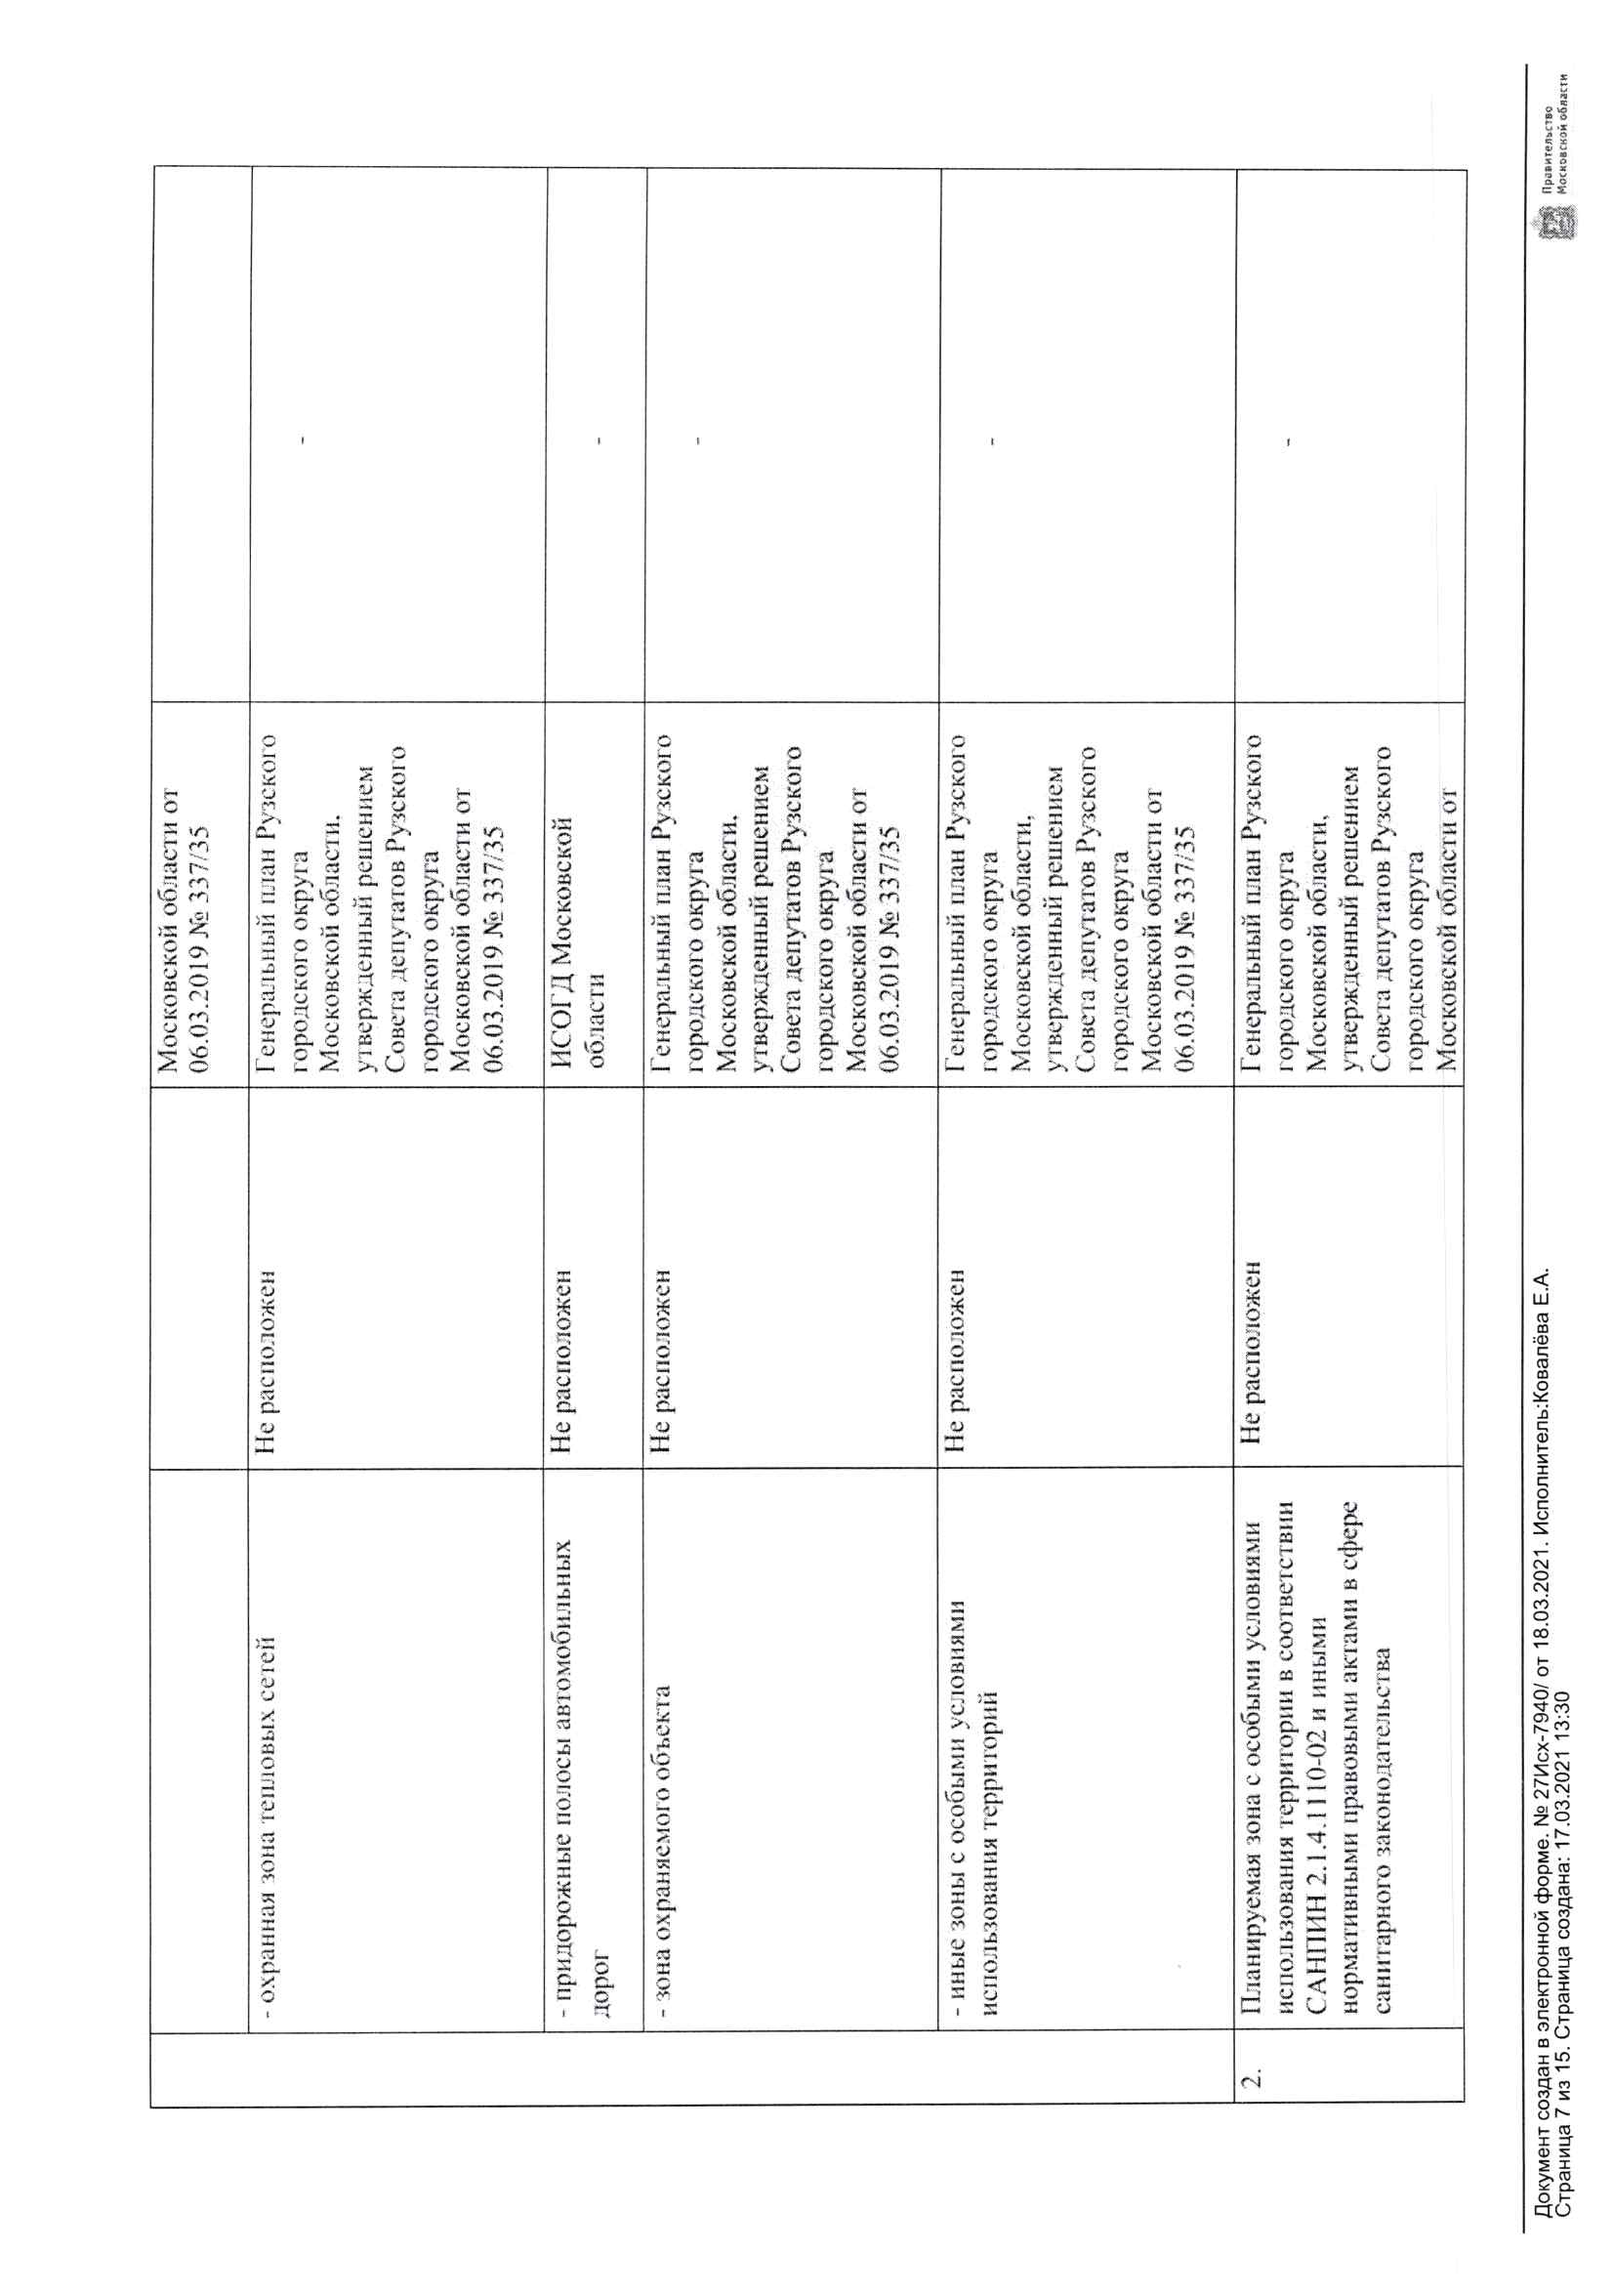 Московской области от
06.03.2019 № 337/35
- охранная зона тепловых сетей
Не расположен
Генеральный план Рузского
городского округа
Московской области.
утвержденный решением
Совета депутатов Рузского
городского округа
Московской области от
06.03.2019 № 337/35
-
- придорожные полосы автомобильных
дорог
Не расположен
ИСОГД Московской
области
-
- зона охраняемого объекта
Не расположен
Генеральный план Рузского
городского округа
Московской области.
утвержденный решением
Совета депутатов Рузского
городского округа
Московской области от
06.03.2019 № 337/35
-
- иные зоны с особыми условиями
использования территорий
Не расположен
Генеральный план Рузского
городского округа
Московской области,
утвержденный решением
Совета депутатов Рузского
городского округа
Московской области от
06.03.2019 № 337/35
-
2.
Планируемая зона с особыми условиями
использования территории в соответствии
САНПИН 2.1.4.1110-02 и иными
нормативными правовыми актами в сфере
санитарного законодательства
Не расположен
Генеральный план Рузского
городского округа
Московской области,
утвержденный решением
Совета депутатов Рузского
городского округа
Московской области от
-
Документ создан в электронной форме. № 27Исх-7940/ от 18.03.2021. Исполнитель:Ковалёва Е.А.
Страница 7 из 15. Страница создана: 17.03.2021 13:30
Правительство
Московской области